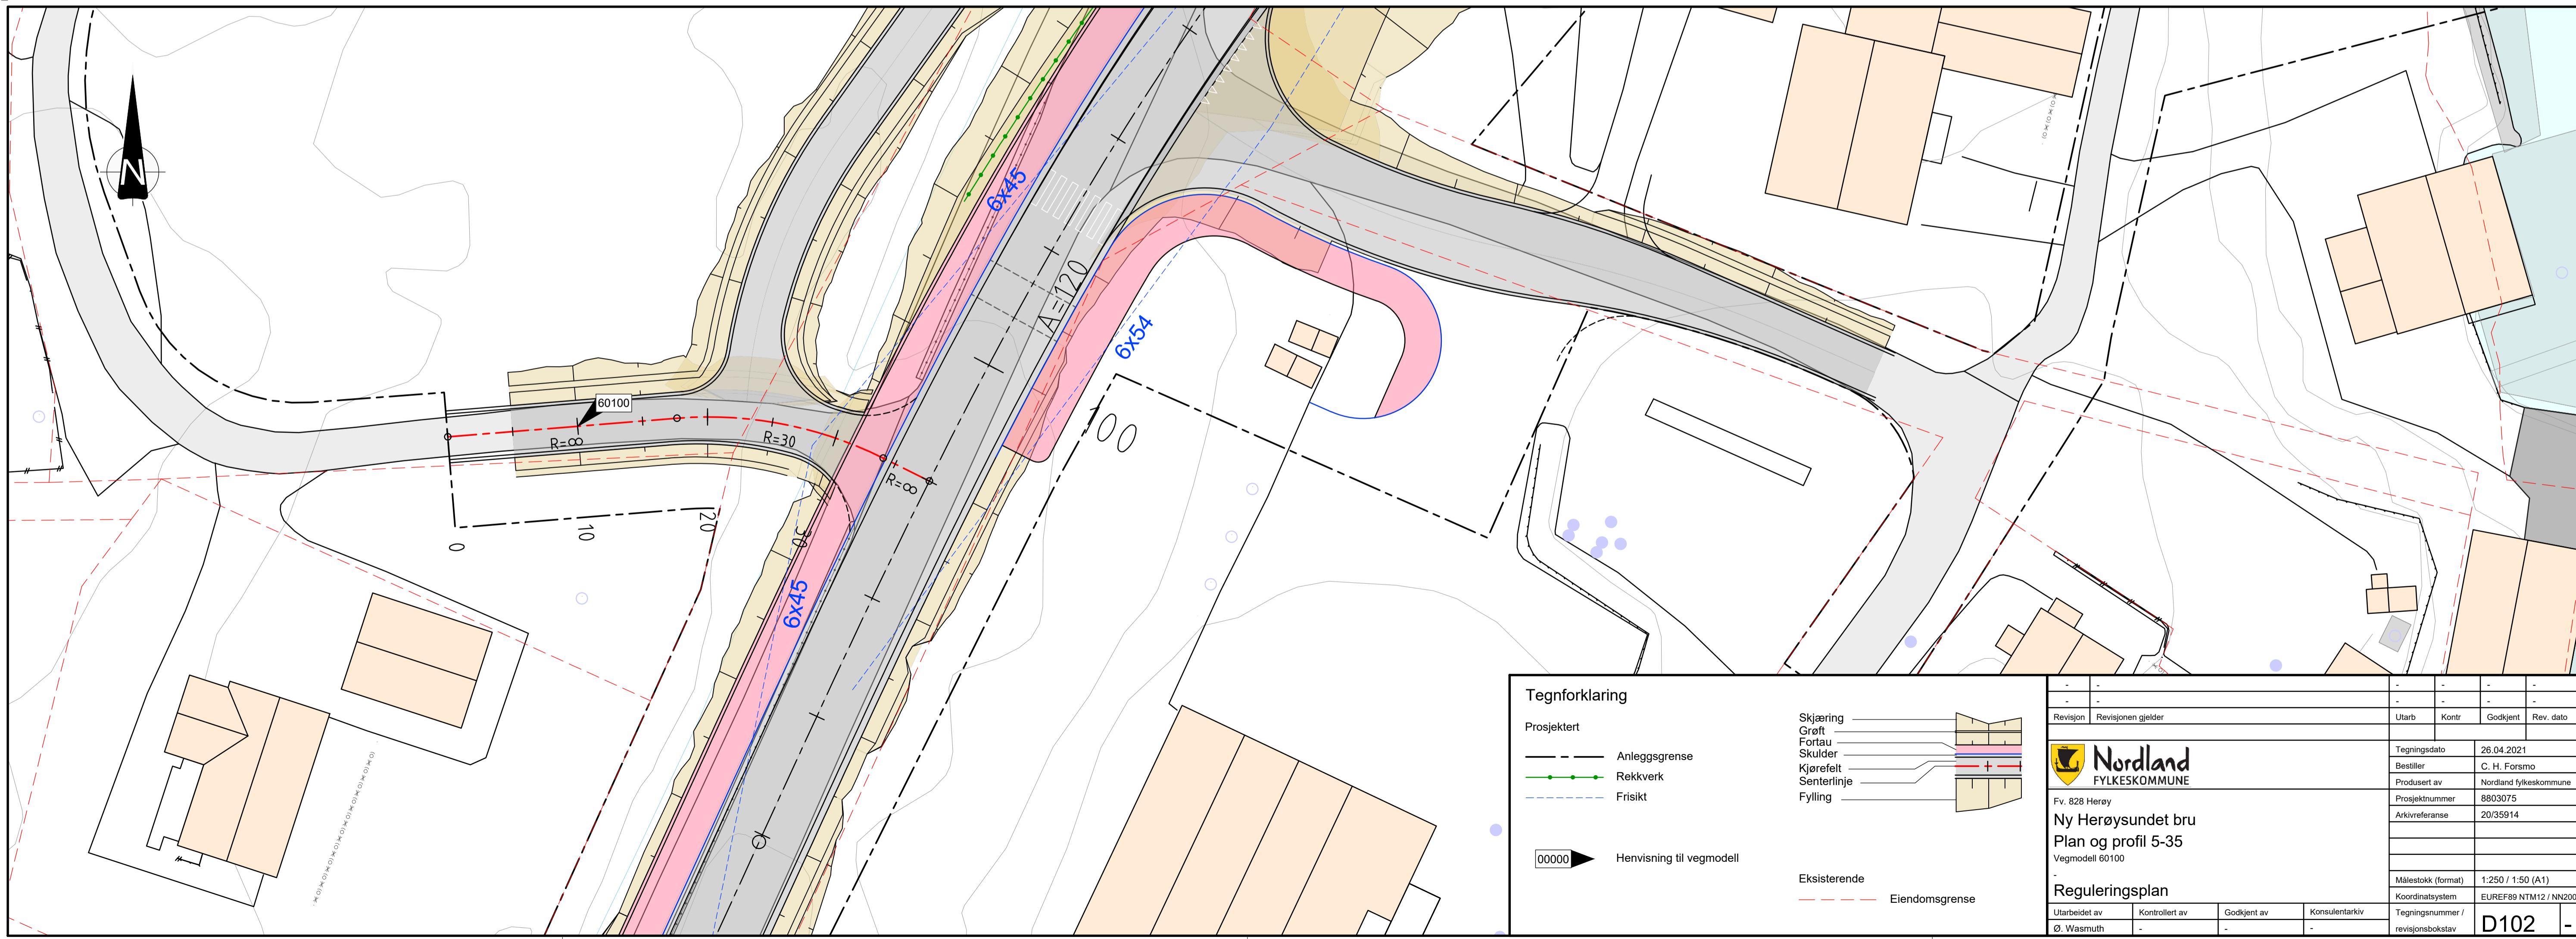 N
6x45
A=120
6x54
60100
R=∞
R=30
R=∞
100
0
10
20
30
6x45
Tegnforklaring
Prosjektert
Anleggsgrense
Rekkverk
Frisikt
00000
Henvisning til vegmodell
Skjæring
Grøft
Fortau
Skulder
Kjørefelt
Senterlinje
Fylling
Eksisterende
Eiendomsgrense
- - - - - -
- - - - - -
Revisjon Revisjonen gjelder Utarb Kontr Godkjent Rev. dato
Nordland
FYLKESKOMMUNE
Tegningsdato 26.04.2021
Bestiller C. H. Forsmo
Produsert av Nordland fylkeskommune
Prosjektnummer 8803075
Arkivreferanse 20/35914
Fv. 828 Herøy
Ny Herøysundet bru
Plan og profil 5-35
Vegmodell 60100
-
Reguleringsplan
Målestokk (format) 1:250 / 1:50 (A1)
Koordinatsystem EUREF89 NTM12 / NN200
Utarbeidet av Kontrollert av Godkjent av Konsulentarkiv
Ø. Wasmuth - - -
Tegningsnummer /
revisjonsbokstav
D102 -